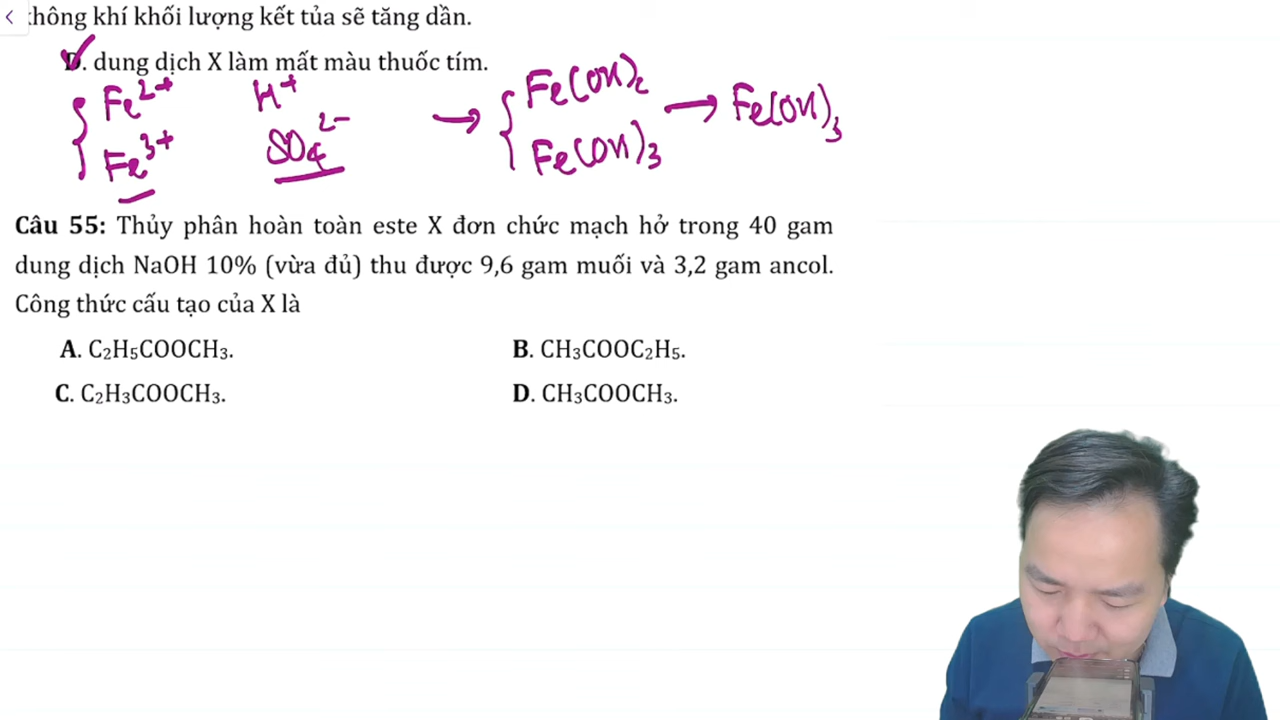 không khí khối lượng kết tủa sẽ tăng dần.
D. dung dịch X làm mất màu thuốc tím.
Fe²⁺ H⁺ → Fe(OH)₂ → Fe(OH)₃
Fe³⁺ SO₄²⁻ Fe(OH)₃
Câu 55: Thủy phân hoàn toàn este X đơn chức mạch hở trong 40 gam
dung dịch NaOH 10% (vừa đủ) thu được 9,6 gam muối và 3,2 gam ancol.
Công thức cấu tạo của X là
A. C₂H₅COOCH₃. B. CH₃COOC₂H₅.
C. C₂H₃COOCH₃. D. CH₃COOCH₃.